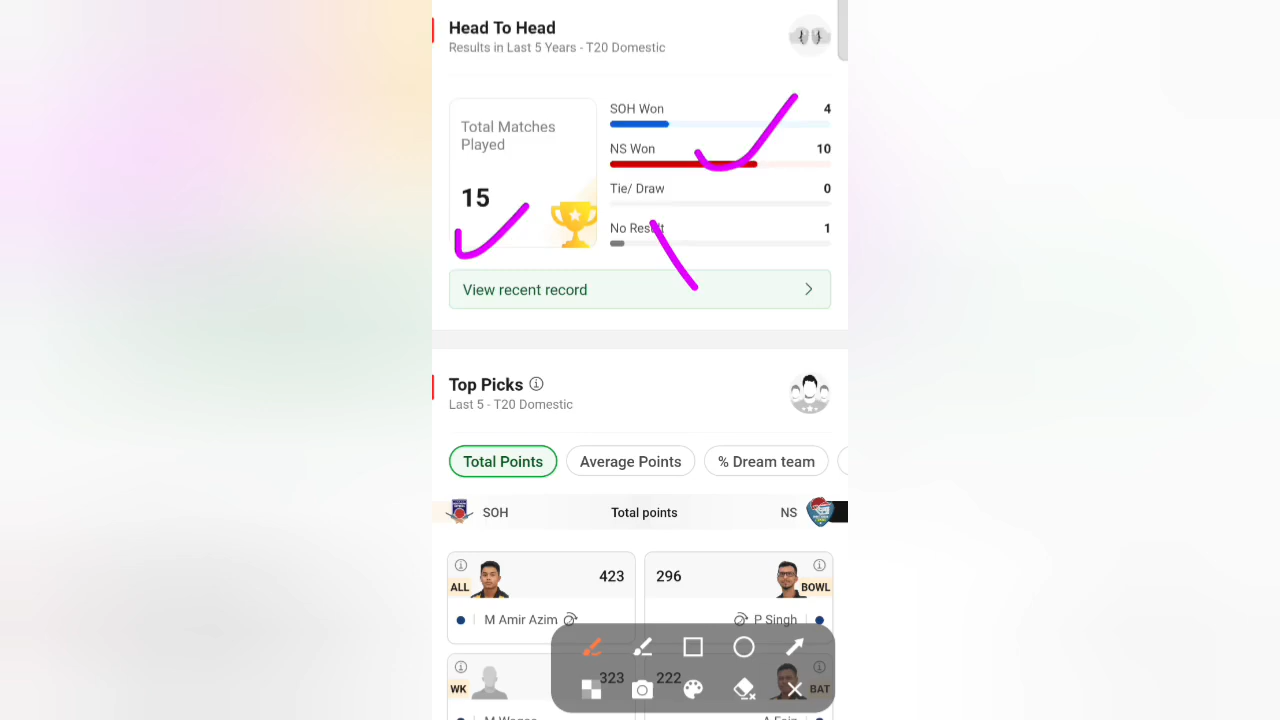 Head To Head
Results in Last 5 Years - T20 Domestic
Total Matches
Played
15
SOH Won 4
NS Won 10
Tie/ Draw 0
No Result 1
View recent record
Top Picks
Last 5 - T20 Domestic
Total Points Average Points % Dream team
SOH Total points NS
ALL 423 296 BOWL
M Amir Azim P Singh
WK 323 222 BAT